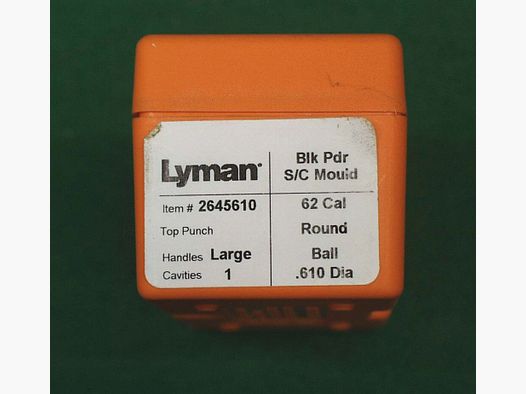 Lyman
Item # 2645610
Top Punch
Handles Large
Cavities 1
Blk Pdr
S/C Mould
62 Cal
Round
Ball
.610 Dia